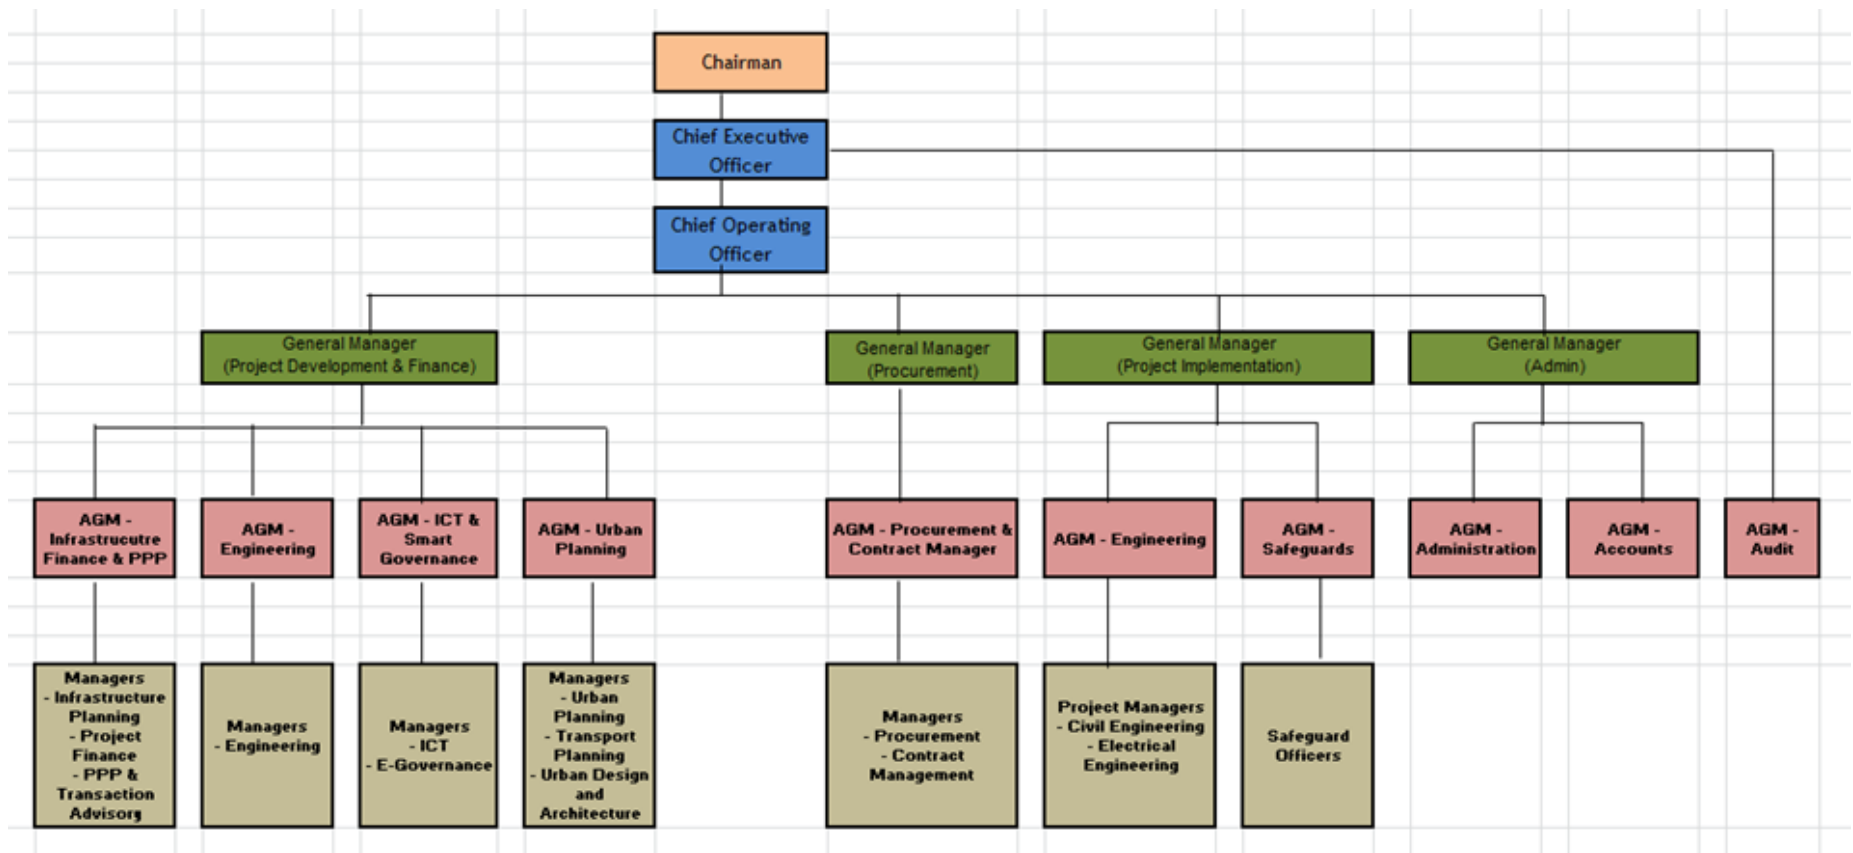 Chairman
Chief Executive
Officer
Chief Operating
Officer
General Manager
(Project Development & Finance)
General Manager
(Procurement)
General Manager
(Project Implementation)
General Manager
(Admin)
AGM -
Infrastrucutre
Finance & PPP
AGM -
Engineering
AGM - ICT &
Smart
Governance
AGM - Urban
Planning
AGM - Procurement &
Contract Manager
AGM - Engineering
AGM -
Safeguards
AGM -
Administration
AGM -
Accounts
AGM -
Audit
Managers
- Infrastructure
Planning
- Project
Finance
- PPP &
Transaction
Advisory
Managers
- Engineering
Managers
- ICT
- E-Governance
Managers
- Urban
Planning
- Transport
Planning
- Urban Design
and
Architecture
Managers
- Procurement
- Contract
Management
Project Managers
- Civil Engineering
- Electrical
Engineering
Safeguard
Officers